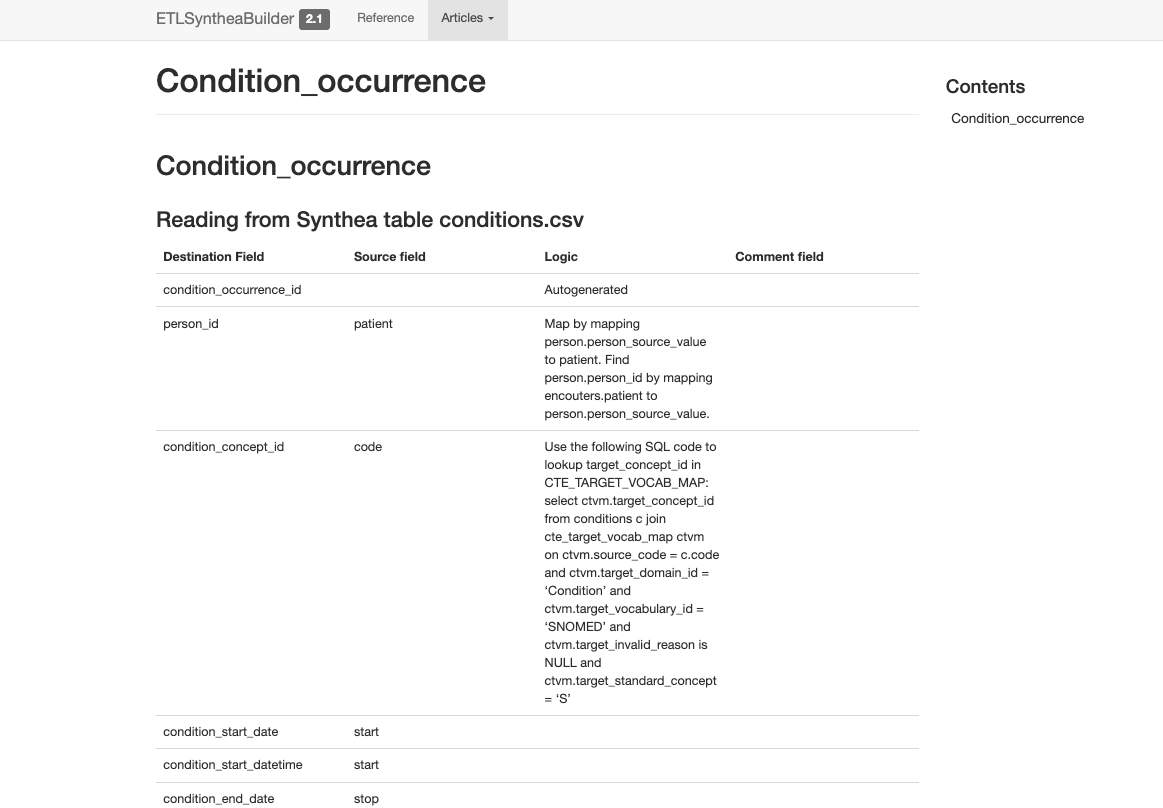 ETLSyntheaBuilder 2.1 Reference Articles
Condition_occurrence
Contents
Condition_occurrence
Condition_occurrence
Reading from Synthea table conditions.csv
Destination Field Source field Logic Comment field
condition_occurrence_id Autogenerated
person_id patient Map by mapping
person.person_source_value
to patient. Find
person.person_id by mapping
encouters.patient to
person.person_source_value.
condition_concept_id code Use the following SQL code to
lookup target_concept_id in
CTE_TARGET_VOCAB_MAP:
select ctvm.target_concept_id
from conditions c join
cte_target_vocab_map ctvm
on ctvm.source_code = c.code
and ctvm.target_domain_id =
‘Condition’ and
ctvm.target_vocabulary_id =
‘SNOMED’ and
ctvm.target_invalid_reason is
NULL and
ctvm.target_standard_concept
= ‘S’
condition_start_date start
condition_start_datetime start
condition_end_date stop